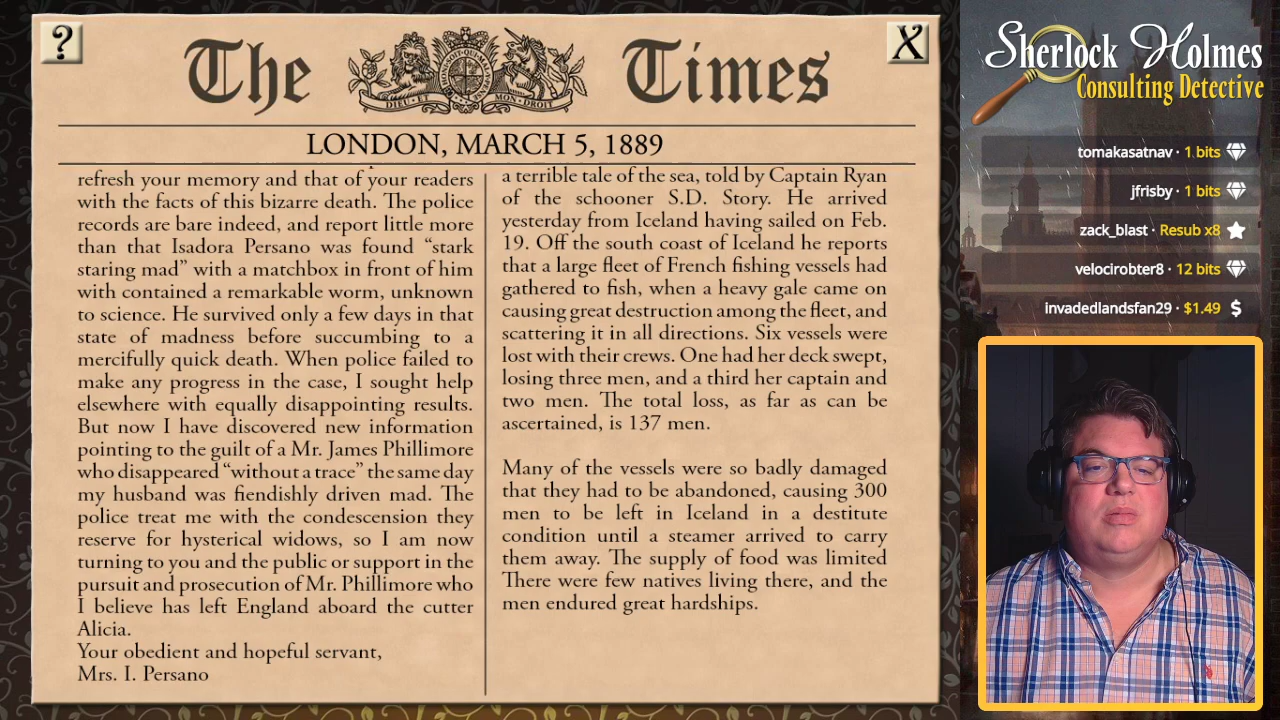 ?
X
The Times
DIEU · ET MON · DROIT
LONDON, MARCH 5, 1889
refresh your memory and that of your readers
with the facts of this bizarre death. The police
records are bare indeed, and report little more
than that Isadora Persano was found “stark
staring mad” with a matchbox in front of him
with contained a remarkable worm, unknown
to science. He survived only a few days in that
state of madness before succumbing to a
mercifully quick death. When police failed to
make any progress in the case, I sought help
elsewhere with equally disappointing results.
But now I have discovered new information
pointing to the guilt of a Mr. James Phillimore
who disappeared “without a trace” the same day
my husband was fiendishly driven mad. The
police treat me with the condescension they
reserve for hysterical widows, so I am now
turning to you and the public or support in the
pursuit and prosecution of Mr. Phillimore who
I believe has left England aboard the cutter
Alicia.
Your obedient and hopeful servant,
Mrs. I. Persano
a terrible tale of the sea, told by Captain Ryan
of the schooner S.D. Story. He arrived
yesterday from Iceland having sailed on Feb.
19. Off the south coast of Iceland he reports
that a large fleet of French fishing vessels had
gathered to fish, when a heavy gale came on
causing great destruction among the fleet, and
scattering it in all directions. Six vessels were
lost with their crews. One had her deck swept,
losing three men, and a third her captain and
two men. The total loss, as far as can be
ascertained, is 137 men.
Many of the vessels were so badly damaged
that they had to be abandoned, causing 300
men to be left in Iceland in a destitute
condition until a steamer arrived to carry
them away. The supply of food was limited
There were few natives living there, and the
men endured great hardships.
Sherlock Holmes
Consulting Detective
tomakasatnav · 1 bits
jfrisby · 1 bits
zack_blast · Resub x8
velocirobter8 · 12 bits
invadedlandsfan29 · $1.49 $